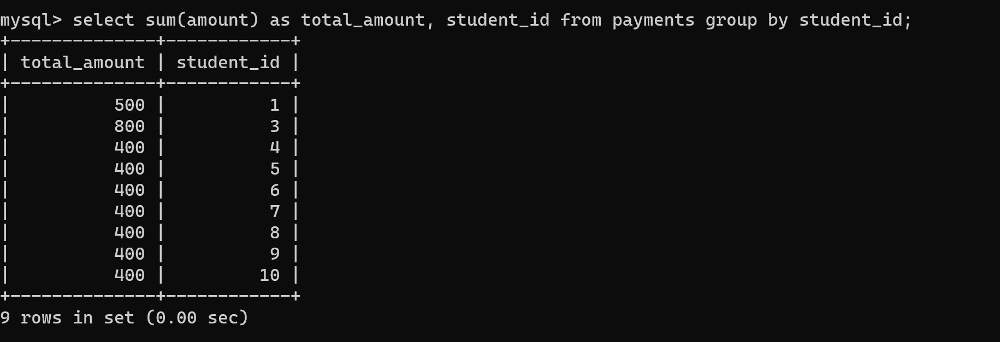 mysql> select sum(amount) as total_amount, student_id from payments group by student_id;
+--------------+------------+
| total_amount | student_id |
+--------------+------------+
|          500 |          1 |
|          800 |          3 |
|          400 |          4 |
|          400 |          5 |
|          400 |          6 |
|          400 |          7 |
|          400 |          8 |
|          400 |          9 |
|          400 |         10 |
+--------------+------------+
9 rows in set (0.00 sec)